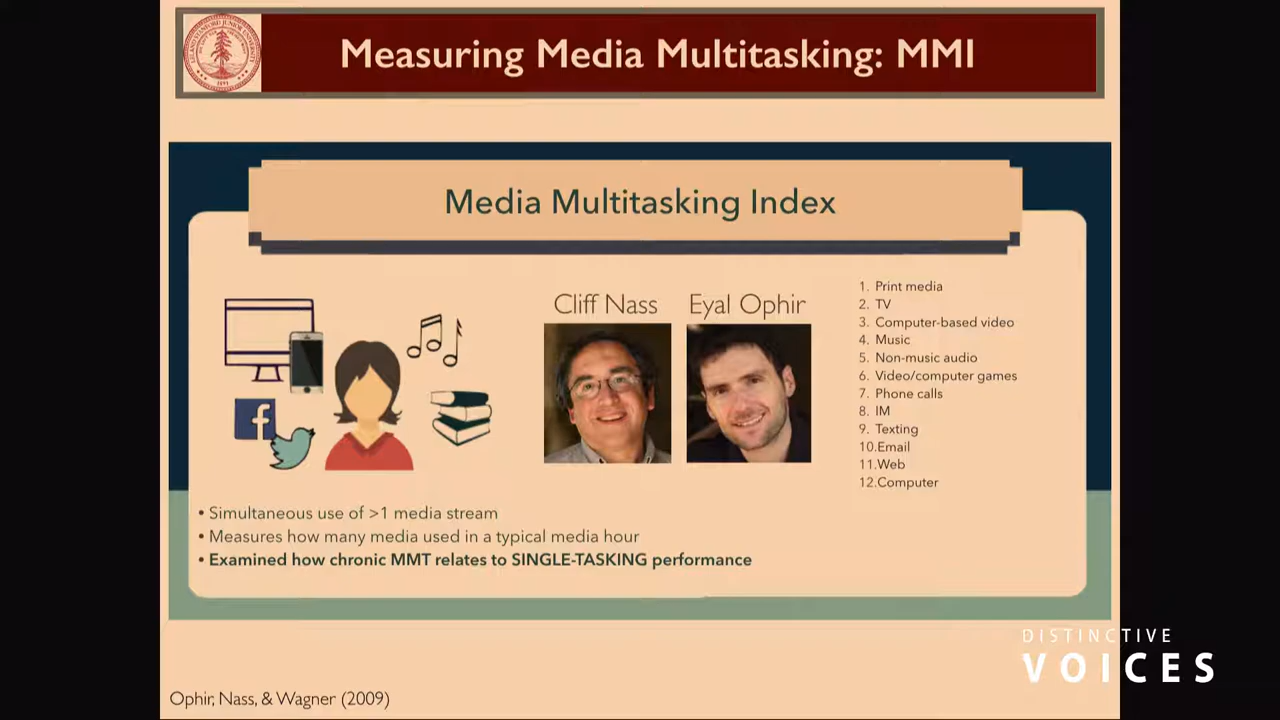 Measuring Media Multitasking: MMI
Media Multitasking Index
Cliff Nass
Eyal Ophir
1. Print media
2. TV
3. Computer-based video
4. Music
5. Non-music audio
6. Video/computer games
7. Phone calls
8. IM
9. Texting
10.Email
11.Web
12.Computer
• Simultaneous use of >1 media stream
• Measures how many media used in a typical media hour
• Examined how chronic MMT relates to SINGLE-TASKING performance
DISTINCTIVE
VOICES
Ophir, Nass, & Wagner (2009)